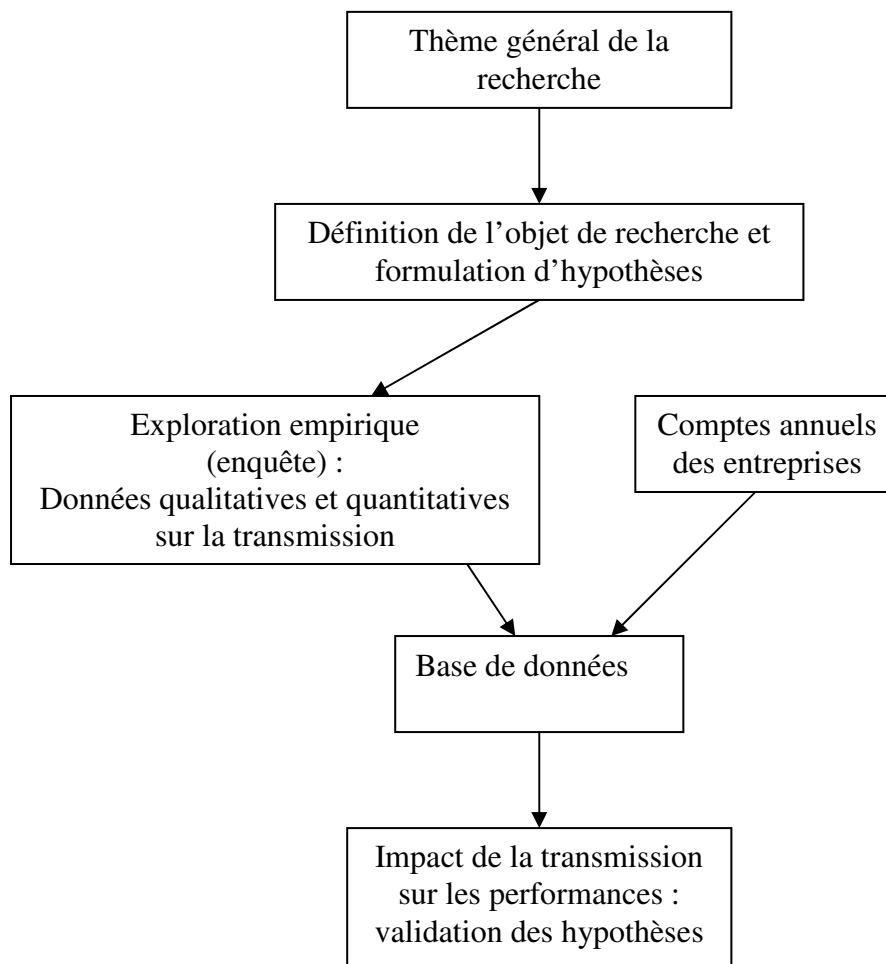 Thème général de la
recherche
Définition de l’objet de recherche et
formulation d’hypothèses
Exploration empirique
(enquête) :
Données qualitatives et quantitatives
sur la transmission
Comptes annuels
des entreprises
Base de données
Impact de la transmission
sur les performances :
validation des hypothèses